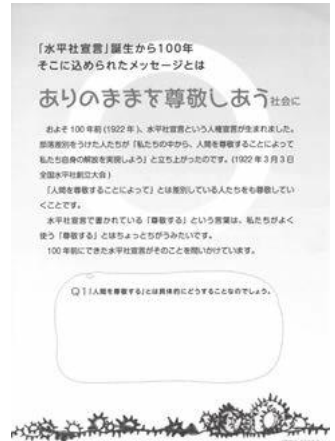 「水平社宣言」誕生から100年
そこに込められたメッセージとは
ありのままを尊敬しあう社会に
およそ100年前(1922年)、水平社宣言という人権宣言が生まれました。
部落差別をうけた人たちが「私たちの中から、人間を尊敬することによって
私たち自身の解放を実現しよう」と立ち上がったのです。(1922年3月3日
全国水平社創立大会)
「人間を尊敬することによって」とは差別している人たちをも尊敬してい
くことです。
水平社宣言で書かれている「尊敬する」という言葉は、私たちがよく
使う「尊敬する」とはちょっとちがうみたいです。
100年前にできた水平社宣言がそのことを問いかけています。
Q1「人間を尊敬する」とは具体的にどうすることなのでしょう。